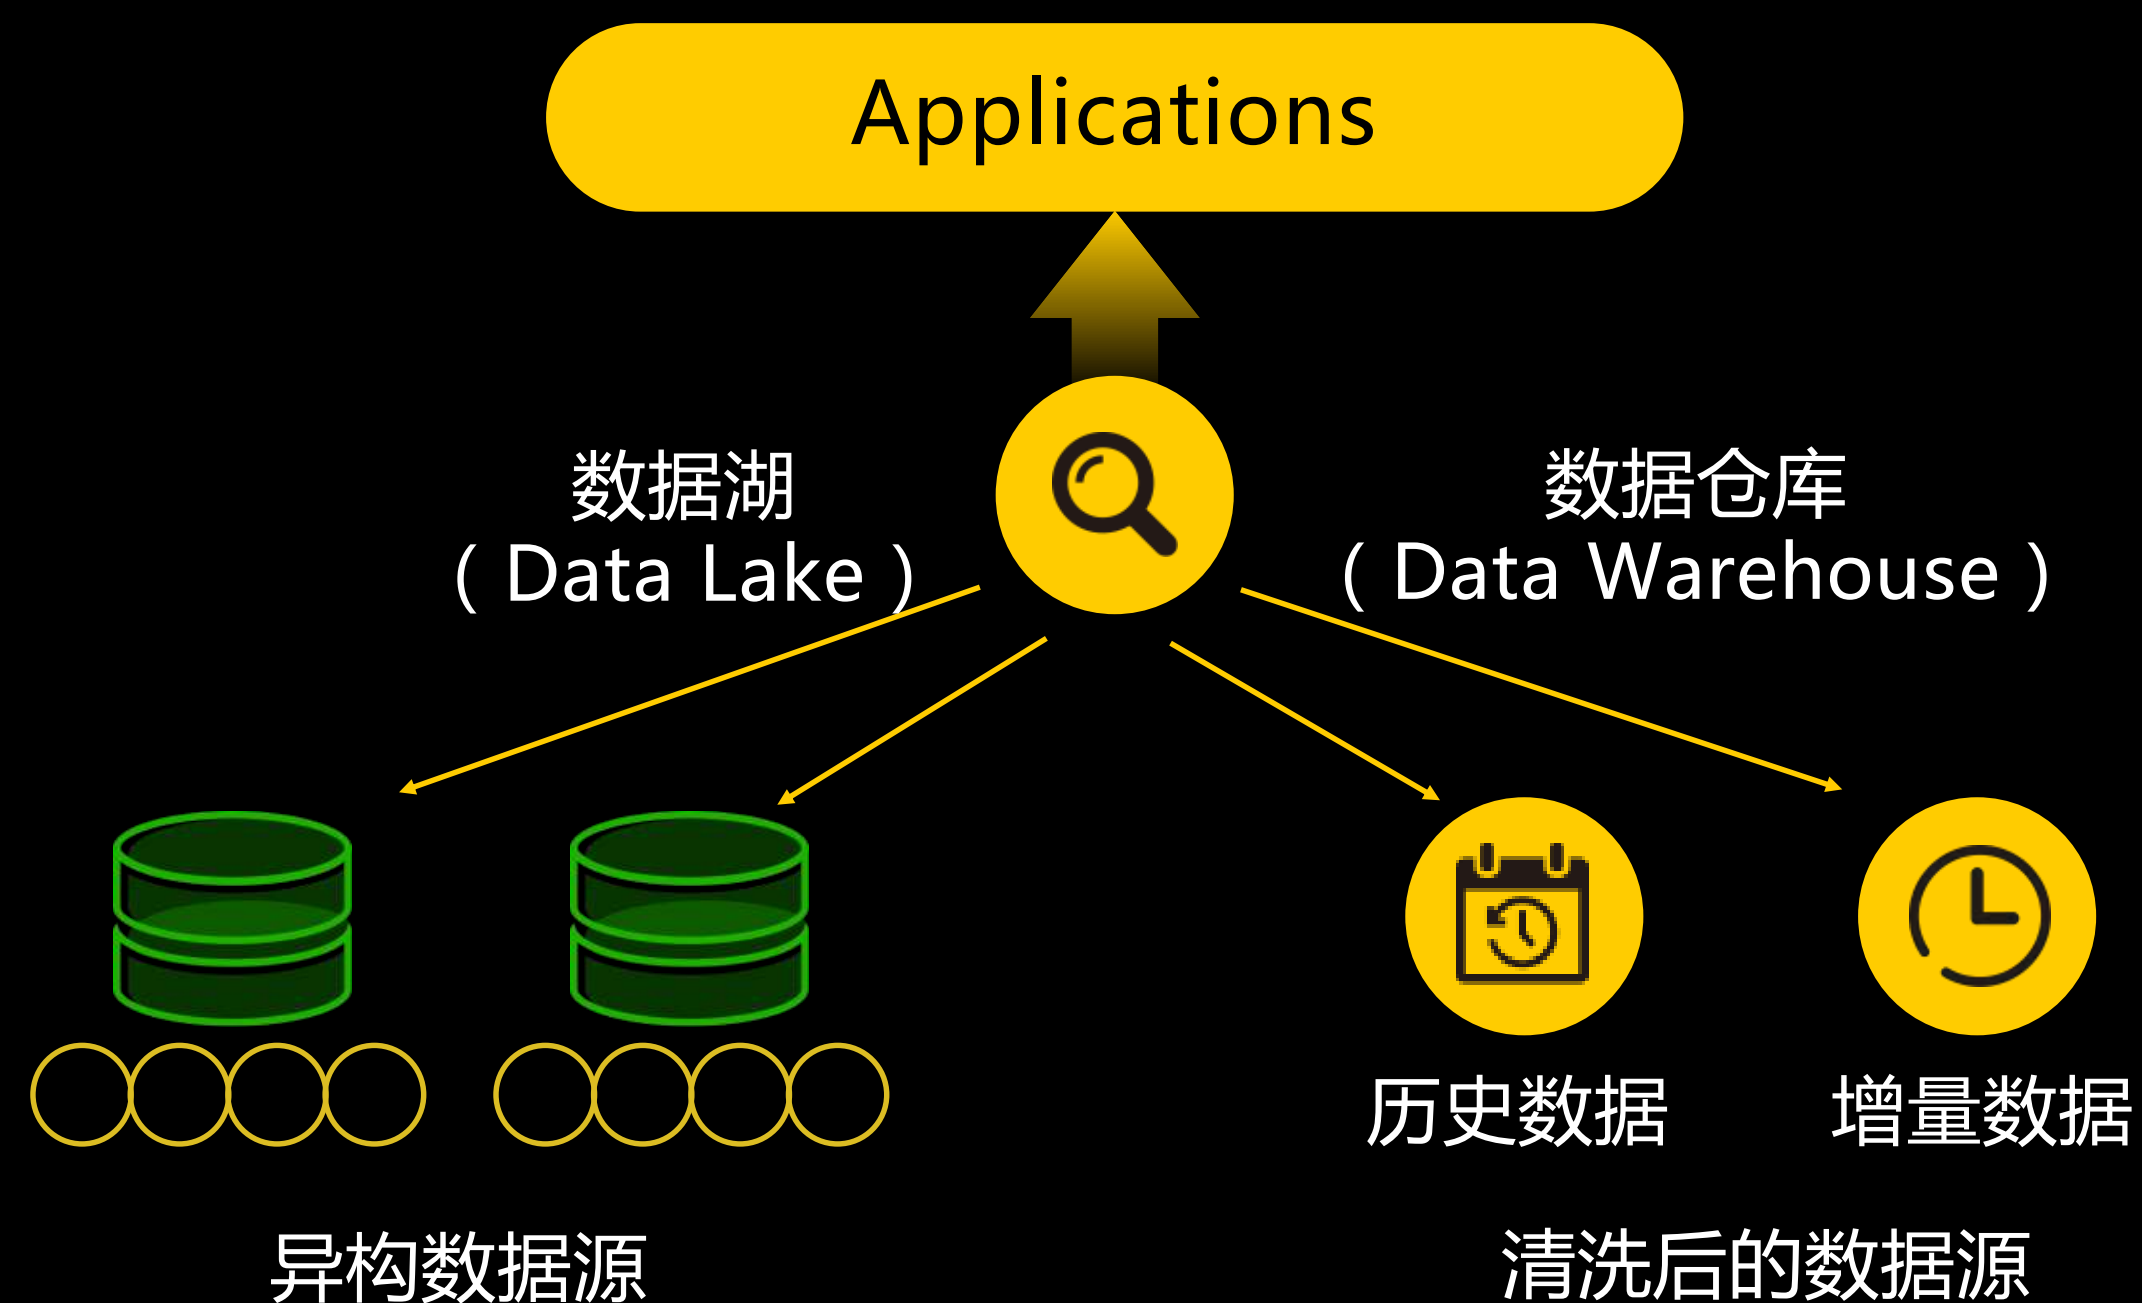 Applications
数据湖
（Data Lake）
数据仓库
（Data Warehouse）
历史数据
增量数据
异构数据源
清洗后的数据源